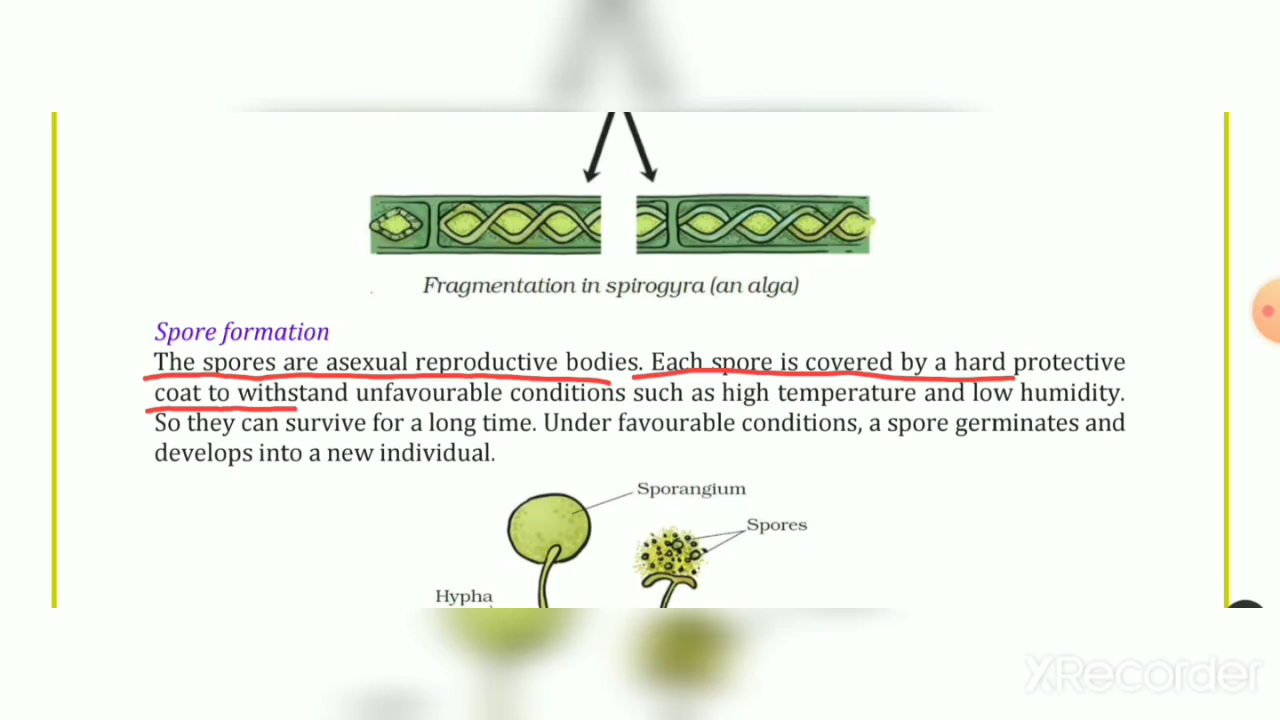 Fragmentation in spirogyra (an alga)
Spore formation
The spores are asexual reproductive bodies. Each spore is covered by a hard protective
coat to withstand unfavourable conditions such as high temperature and low humidity.
So they can survive for a long time. Under favourable conditions, a spore germinates and
develops into a new individual.
Sporangium
Spores
Hypha
XRecorder